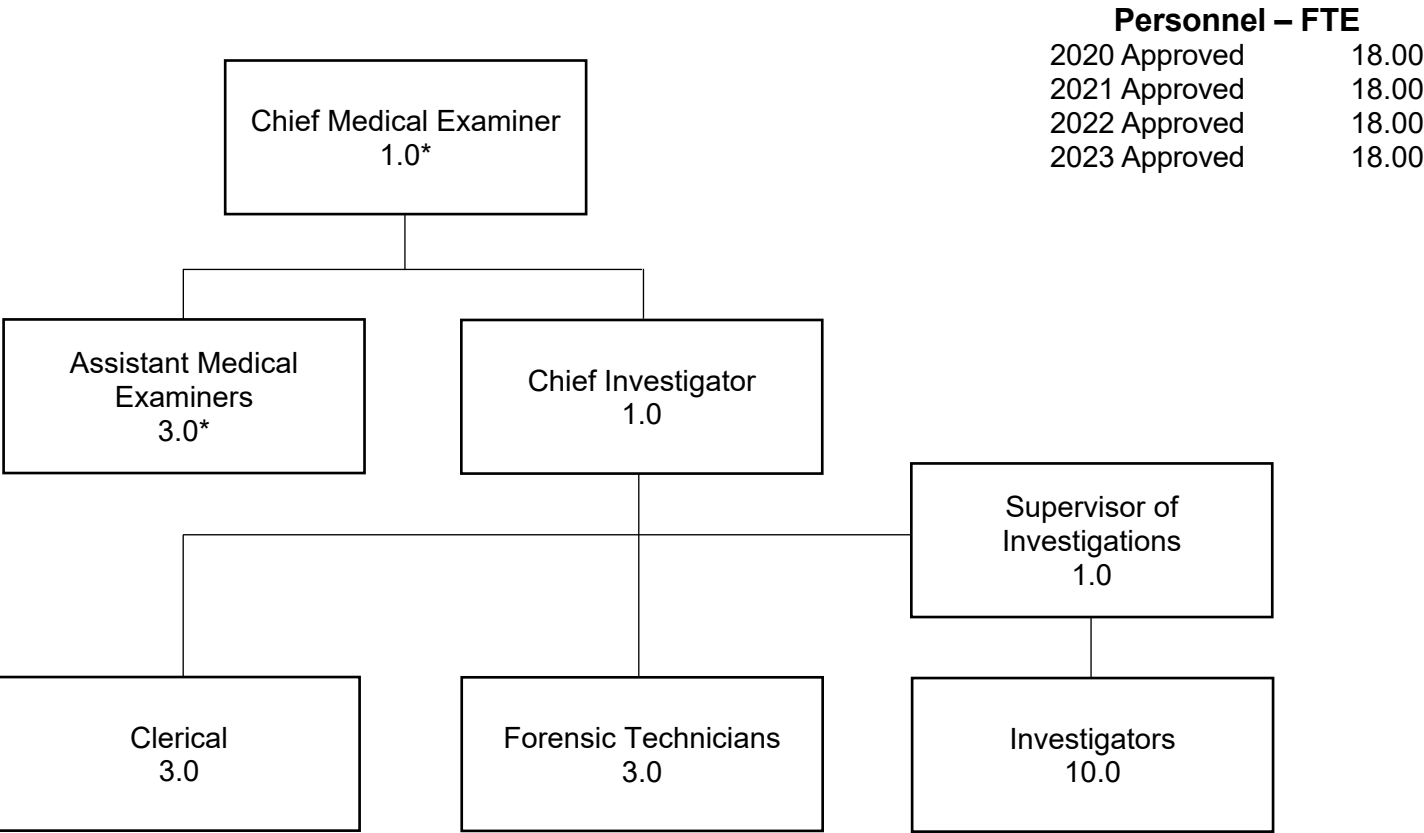 Personnel – FTE
2020 Approved 18.00
2021 Approved 18.00
2022 Approved 18.00
2023 Approved 18.00
Chief Medical Examiner
1.0*
Assistant Medical
Examiners
3.0*
Chief Investigator
1.0
Supervisor of
Investigations
1.0
Clerical
3.0
Forensic Technicians
3.0
Investigators
10.0